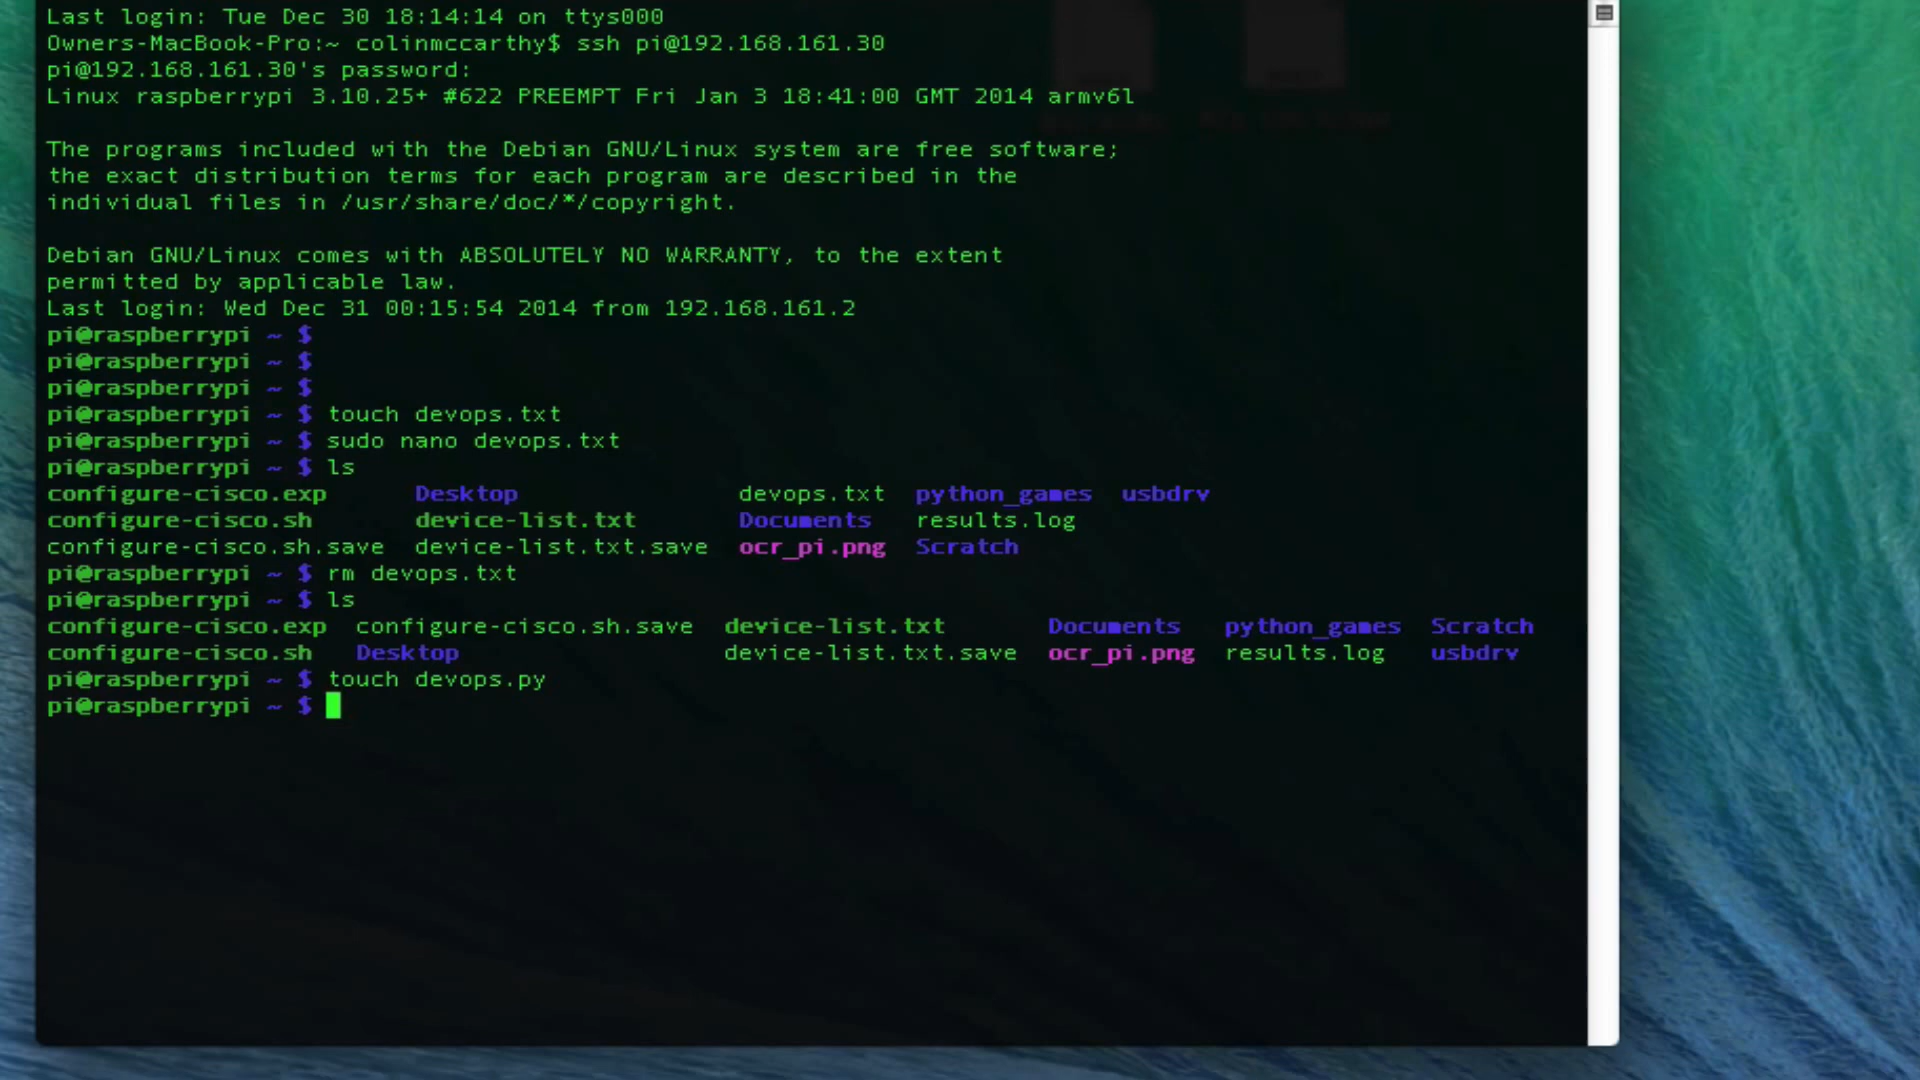 Last login: Tue Dec 30 18:14:14 on ttys000
Owners-MacBook-Pro:~ colinmccarthy$ ssh pi@192.168.161.30
pi@192.168.161.30's password:
Linux raspberrypi 3.10.25+ #622 PREEMPT Fri Jan 3 18:41:00 GMT 2014 armv6l
The programs included with the Debian GNU/Linux system are free software;
the exact distribution terms for each program are described in the
individual files in /usr/share/doc/*/copyright.
Debian GNU/Linux comes with ABSOLUTELY NO WARRANTY, to the extent
permitted by applicable law.
Last login: Wed Dec 31 00:15:54 2014 from 192.168.161.2
pi@raspberrypi ~ $
pi@raspberrypi ~ $
pi@raspberrypi ~ $
pi@raspberrypi ~ $ touch devops.txt
pi@raspberrypi ~ $ sudo nano devops.txt
pi@raspberrypi ~ $ ls
configure-cisco.exp Desktop devops.txt python_games usbdrv
configure-cisco.sh device-list.txt Documents results.log
configure-cisco.sh.save device-list.txt.save ocr_pi.png Scratch
pi@raspberrypi ~ $ rm devops.txt
pi@raspberrypi ~ $ ls
configure-cisco.exp configure-cisco.sh.save device-list.txt Documents python_games Scratch
configure-cisco.sh Desktop device-list.txt.save ocr_pi.png results.log usbdrv
pi@raspberrypi ~ $ touch devops.py
pi@raspberrypi ~ $